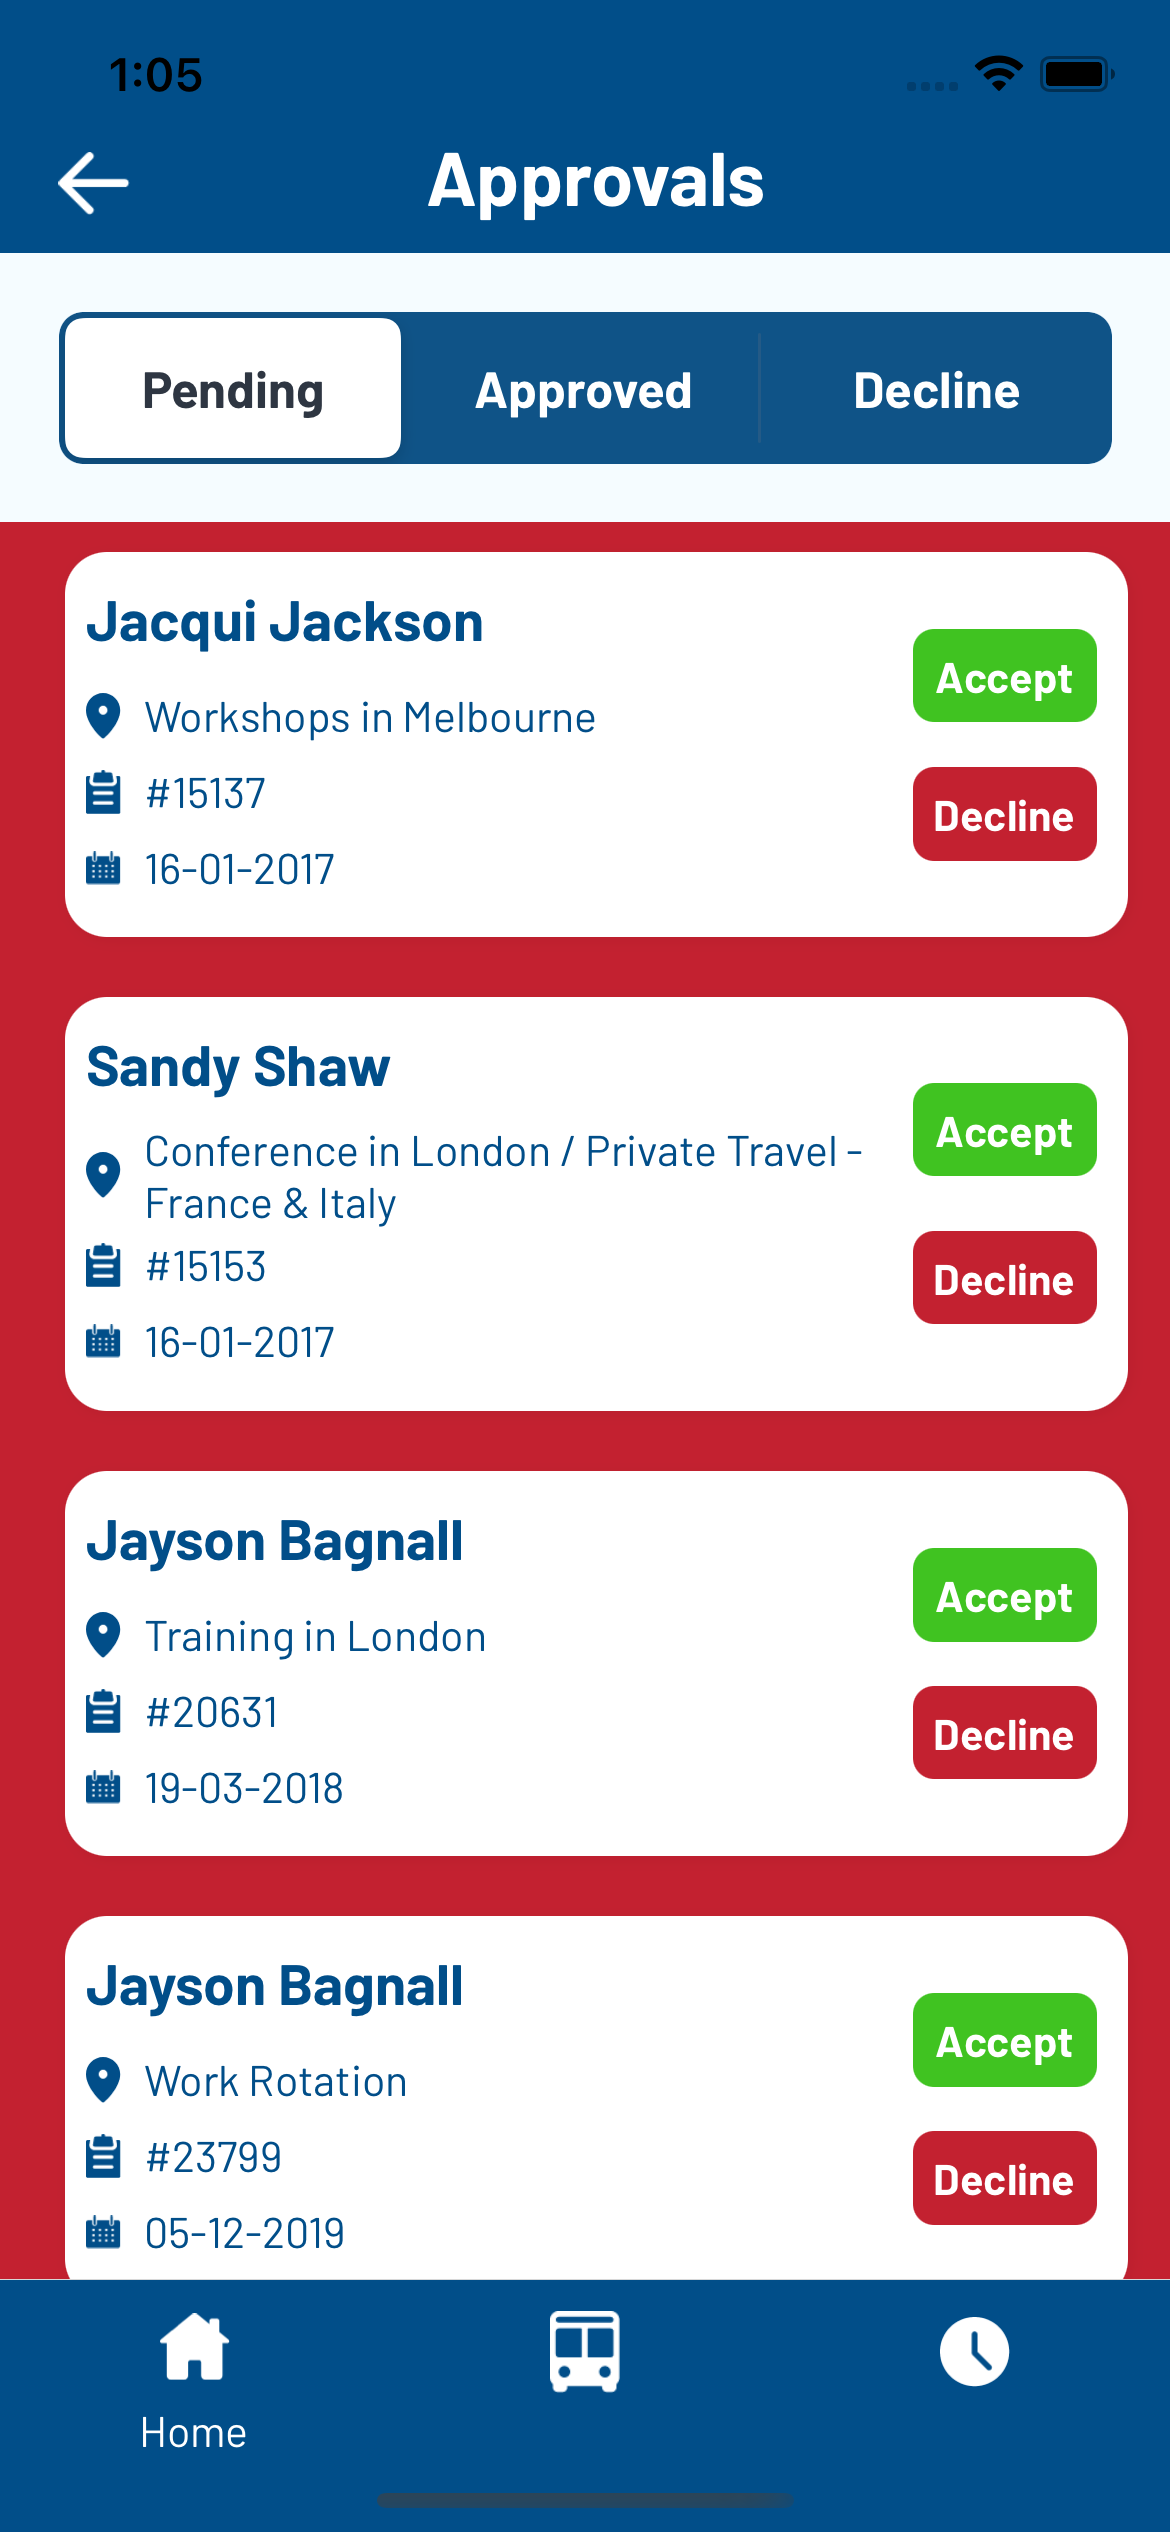 1:05
Approvals
Pending
Approved
Decline
Jacqui Jackson
Workshops in Melbourne
#15137
16-01-2017
Accept
Decline
Sandy Shaw
Conference in London / Private Travel -
France & Italy
#15153
16-01-2017
Accept
Decline
Jayson Bagnall
Training in London
#20631
19-03-2018
Accept
Decline
Jayson Bagnall
Work Rotation
#23799
05-12-2019
Accept
Decline
Home